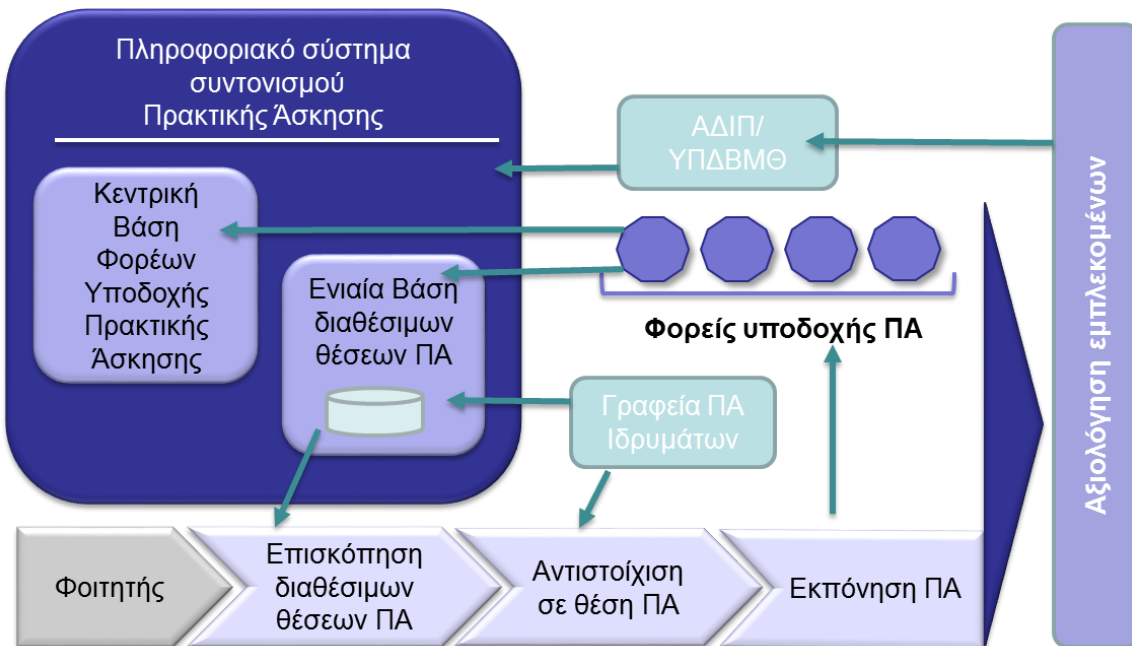 Πληροφοριακό σύστημα
συντονισμού
Πρακτικής Άσκησης
Κεντρική
Βάση
Φορέων
Υποδοχής
Πρακτικής
Άσκησης
Ενιαία Βάση
διαθέσιμων
θέσεων ΠΑ
ΑΔΙΠ/
ΥΠΔΒΜΘ
Φορείς υποδοχής ΠΑ
Γραφεία ΠΑ
Ιδρυμάτων
Αξιολόγηση εμπλεκομένων
Φοιτητής
Επισκόπηση
διαθέσιμων
θέσεων ΠΑ
Αντιστοίχιση
σε θέση ΠΑ
Εκπόνηση ΠΑ